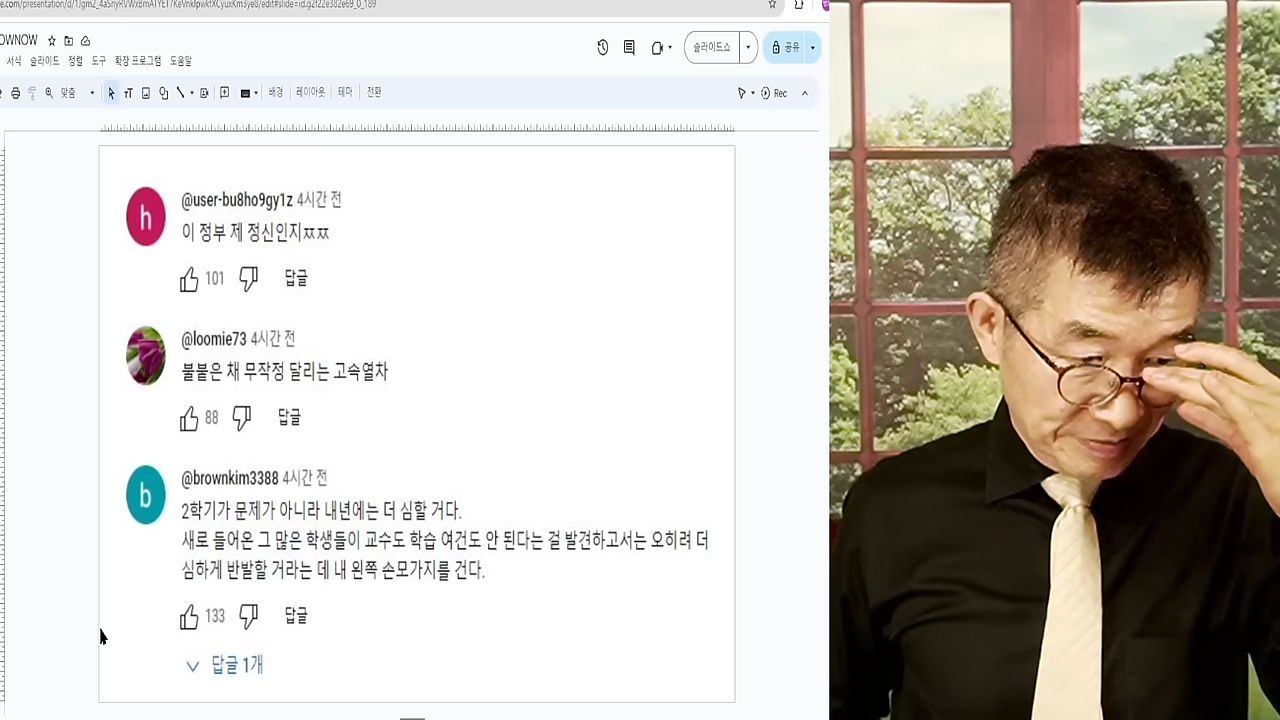 OWNOW
서식 슬라이드 정렬 도구 확장 프로그램 도움말
슬라이드쇼
공유
맞춤
배경 레이아웃 테마 전환
Rec
h
@user-bu8ho9gy1z 4시간 전
이 정부 제 정신인지ㅉㅉ
101 답글
@loomie73 4시간 전
불붙은 채 무작정 달리는 고속열차
88 답글
b
@brownkim3388 4시간 전
2학기가 문제가 아니라 내년에는 더 심할 거다.
새로 들어온 그 많은 학생들이 교수도 학습 여건도 안 된다는 걸 발견하고서는 오히려 더
심하게 반발할 거라는 데 내 왼쪽 손모가지를 건다.
133 답글
답글 1개